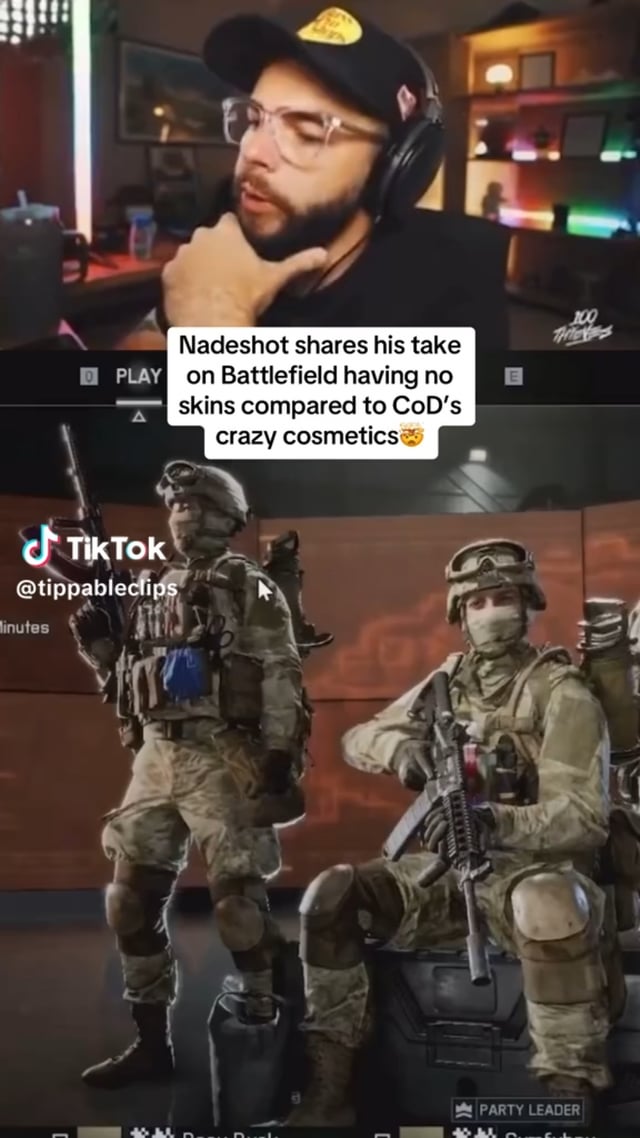 100
THIEVES
Nadeshot shares his take
on Battlefield having no
skins compared to CoD’s
crazy cosmetics🤯
Q PLAY E
TikTok
@tippableclips
Minutes
PARTY LEADER